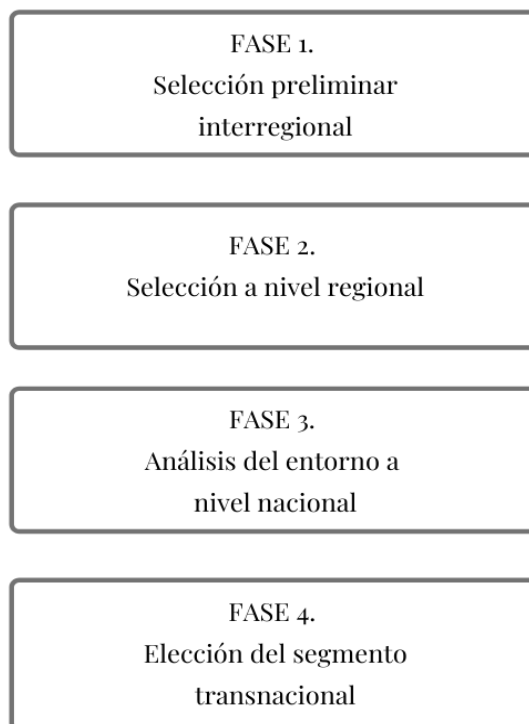 FASE 1.
Selección preliminar
interregional
FASE 2.
Selección a nivel regional
FASE 3.
Análisis del entorno a
nivel nacional
FASE 4.
Elección del segmento
transnacional